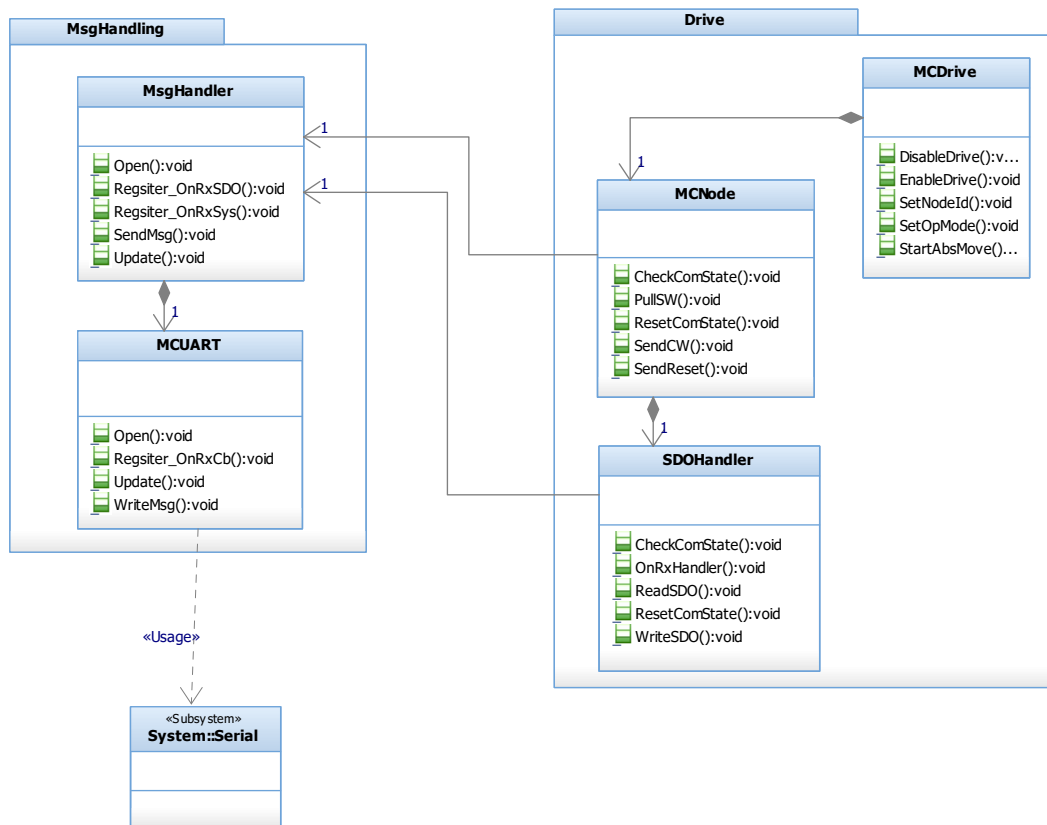 MsgHandling
MsgHandler
Open():void
Regsiter_OnRxSDO():void
Regsiter_OnRxSys():void
SendMsg():void
Update():void
1
1
1
MCUART
Open():void
Regsiter_OnRxCb():void
Update():void
WriteMsg():void
«Usage»
«Subsystem»
System::Serial
Drive
MCDrive
DisableDrive():v...
EnableDrive():void
SetNodeId():void
SetOpMode():void
StartAbsMove()...
1
MCNode
CheckComState():void
PullSW():void
ResetComState():void
SendCW():void
SendReset():void
1
SDOHandler
CheckComState():void
OnRxHandler():void
ReadSDO():void
ResetComState():void
WriteSDO():void